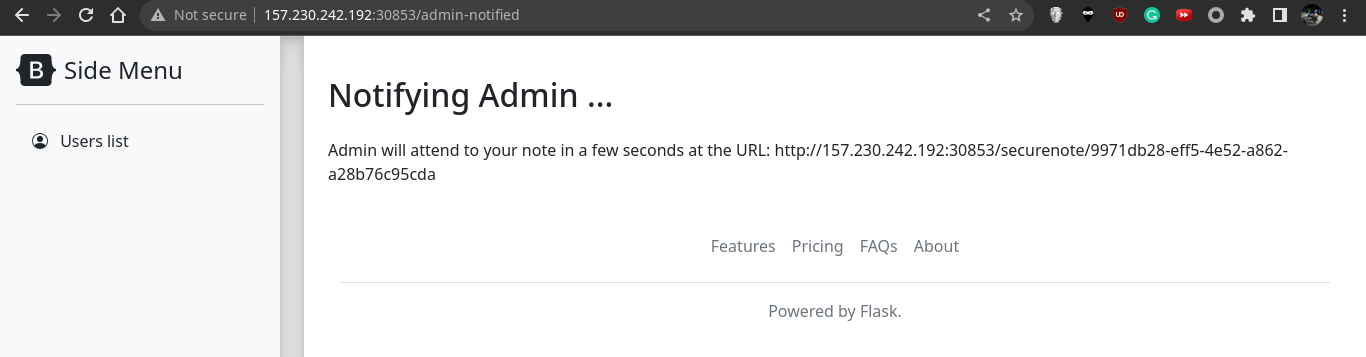 Not secure
157.230.242.192:30853/admin-notified
B Side Menu
Users list
Notifying Admin ...
Admin will attend to your note in a few seconds at the URL: http://157.230.242.192:30853/securenote/9971db28-eff5-4e52-a862-
a28b76c95cda
Features Pricing FAQs About
Powered by Flask.